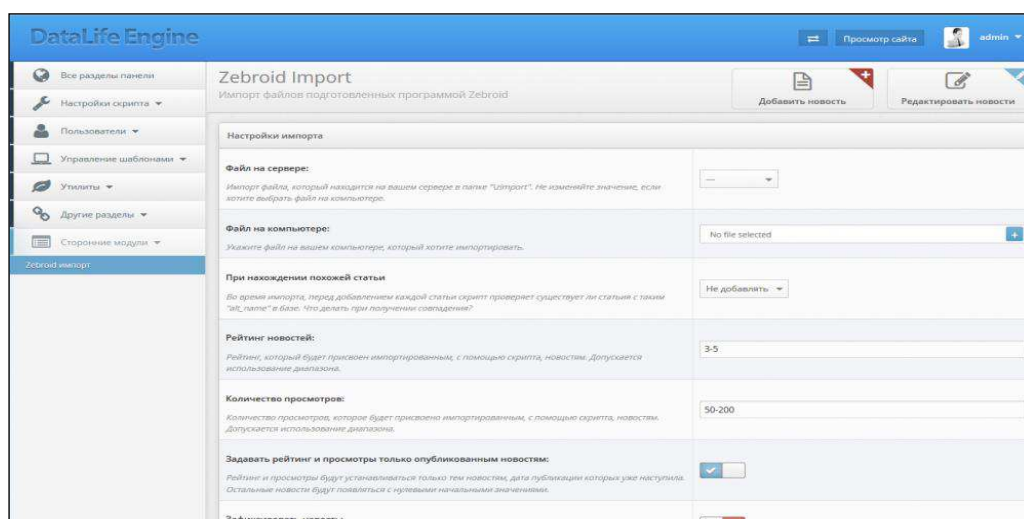 DataLife Engine
Просмотр сайта
admin
Все разделы панели
Настройки скрипта
Пользователи
Управление шаблонами
Утилиты
Другие разделы
Сторонние модули
Zebroid импорт
Zebroid Import
Импорт файлов подготовленных программой Zebroid
Добавить новость
Редактировать новости
Настройки импорта
Файл на сервере:
Импорт файла, который находится на вашем сервере в папке "uzimport". Не изменяйте значение, если
хотите выбрать файл на компьютере.
---
Файл на компьютере:
Укажите файл на вашем компьютере, который хотите импортировать.
No file selected
При нахождении похожей статьи
Во время импорта, перед добавлением каждой статьи скрипт проверяет существует ли статья с таким
"alt_name" в базе. Что делать при получении совпадения?
Не добавлять
Рейтинг новостей:
Рейтинг, который будет присвоен импортированным, с помощью скрипта, новостям. Допускается
использование диапазона.
3-5
Количество просмотров:
Количество просмотров, которое будет присвоено импортированным, с помощью скрипта, новостям.
Допускается использование диапазона.
50-200
Задавать рейтинг и просмотры только опубликованным новостям:
Рейтинг и просмотры будут устанавливаться только тем новостям, дата публикации которых уже наступила.
Остальные новости будут появляться с нулевыми начальными значениями.